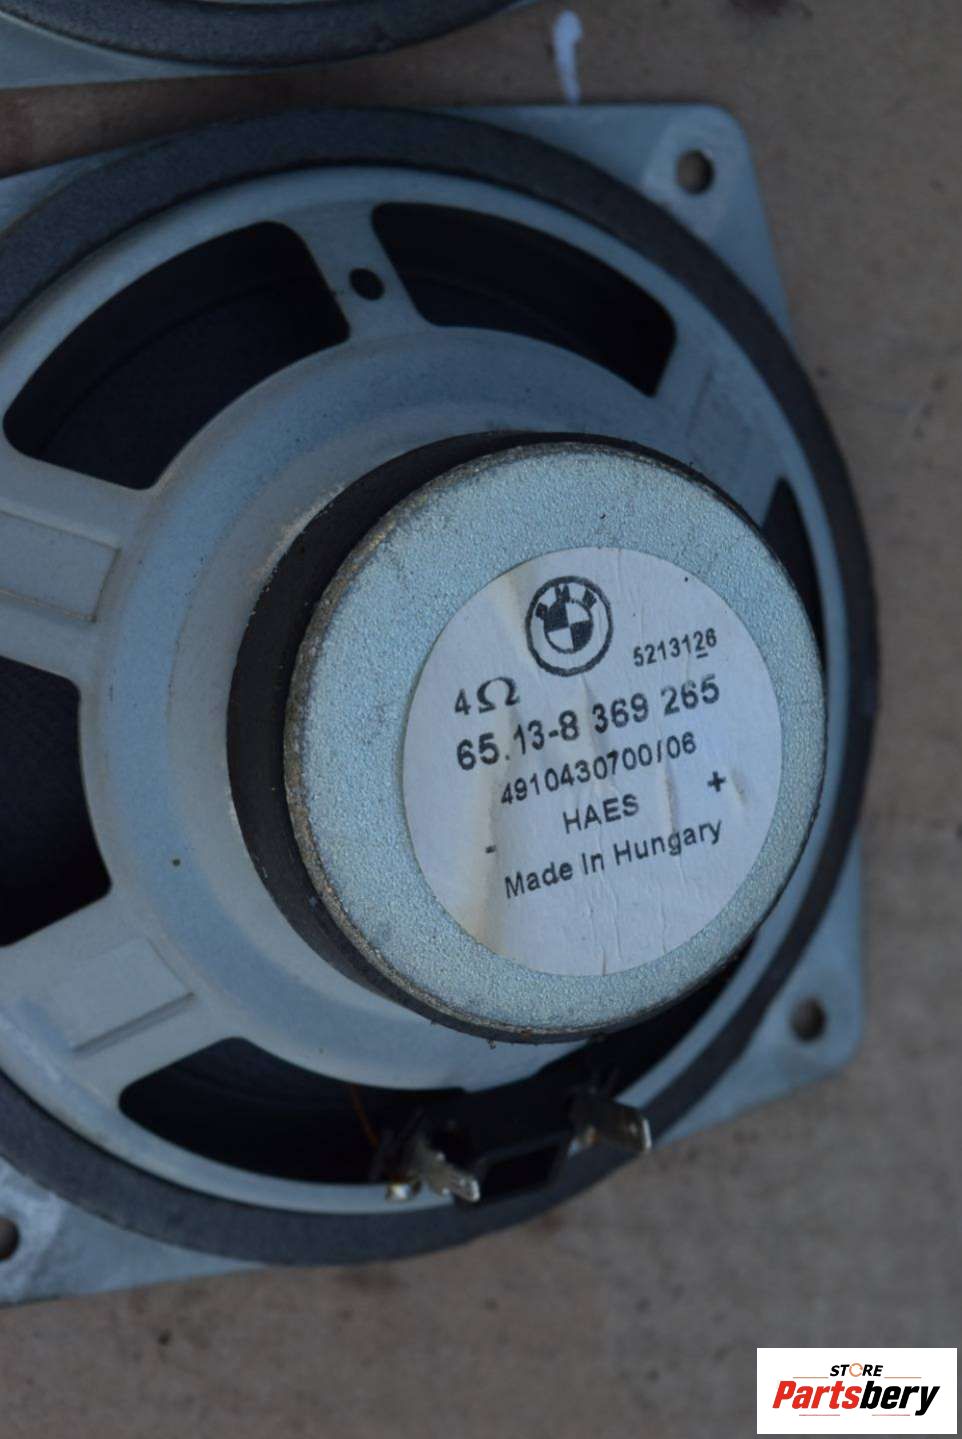 BMW
5213126
4Ω
65.13-8 369 265
4910430700/06
HAES
- +
Made In Hungary
STORE
Partsbery